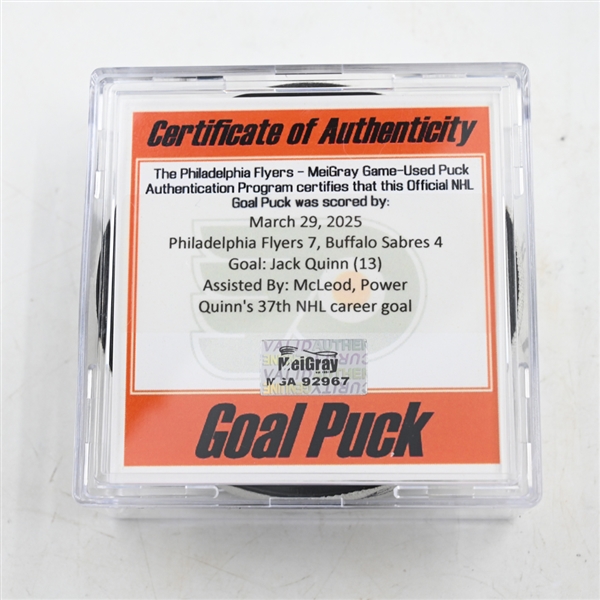 Certificate of Authenticity
The Philadelphia Flyers - MeiGray Game-Used Puck
Authentication Program certifies that this Official NHL
Goal Puck was scored by:
March 29, 2025
Philadelphia Flyers 7, Buffalo Sabres 4
Goal: Jack Quinn (13)
Assisted By: McLeod, Power
Quinn's 37th NHL career goal
MeiGray
MGA 92967
Goal Puck